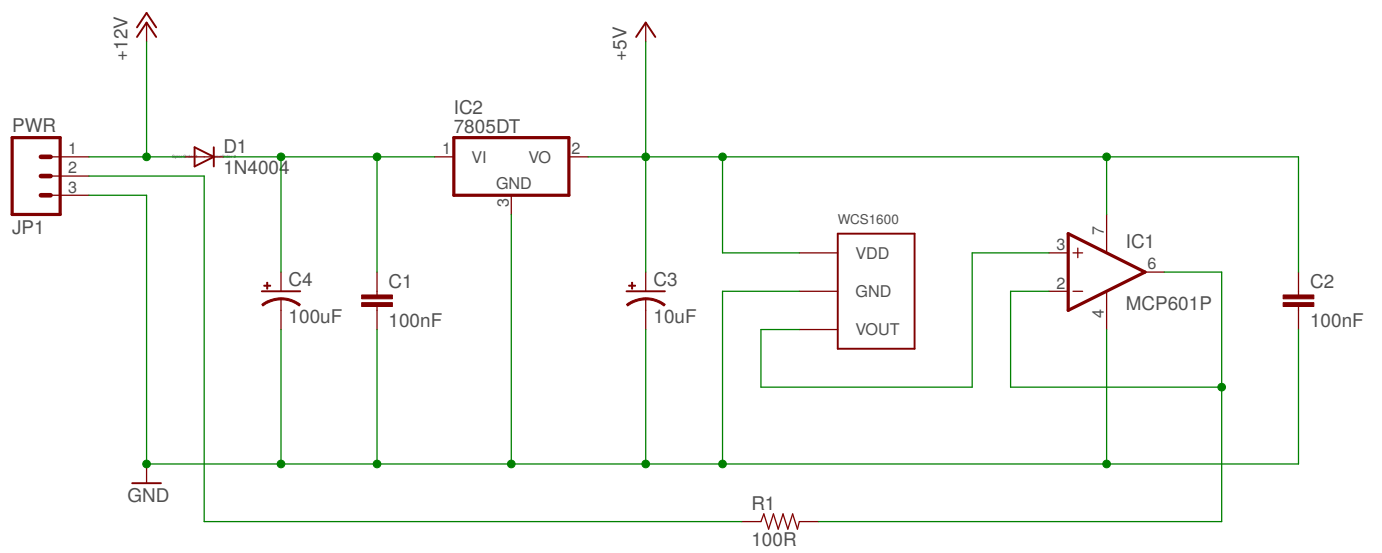 +12V
+5V
PWR
1
2
3
JP1
D1
1N4004
IC2
7805DT
1
VI
VO
2
GND
3
WCS1600
VDD
GND
VOUT
3
+
2
−
7
4
6
IC1
MCP601P
+
C4
100uF
C1
100nF
+
C3
10uF
C2
100nF
GND
R1
100R